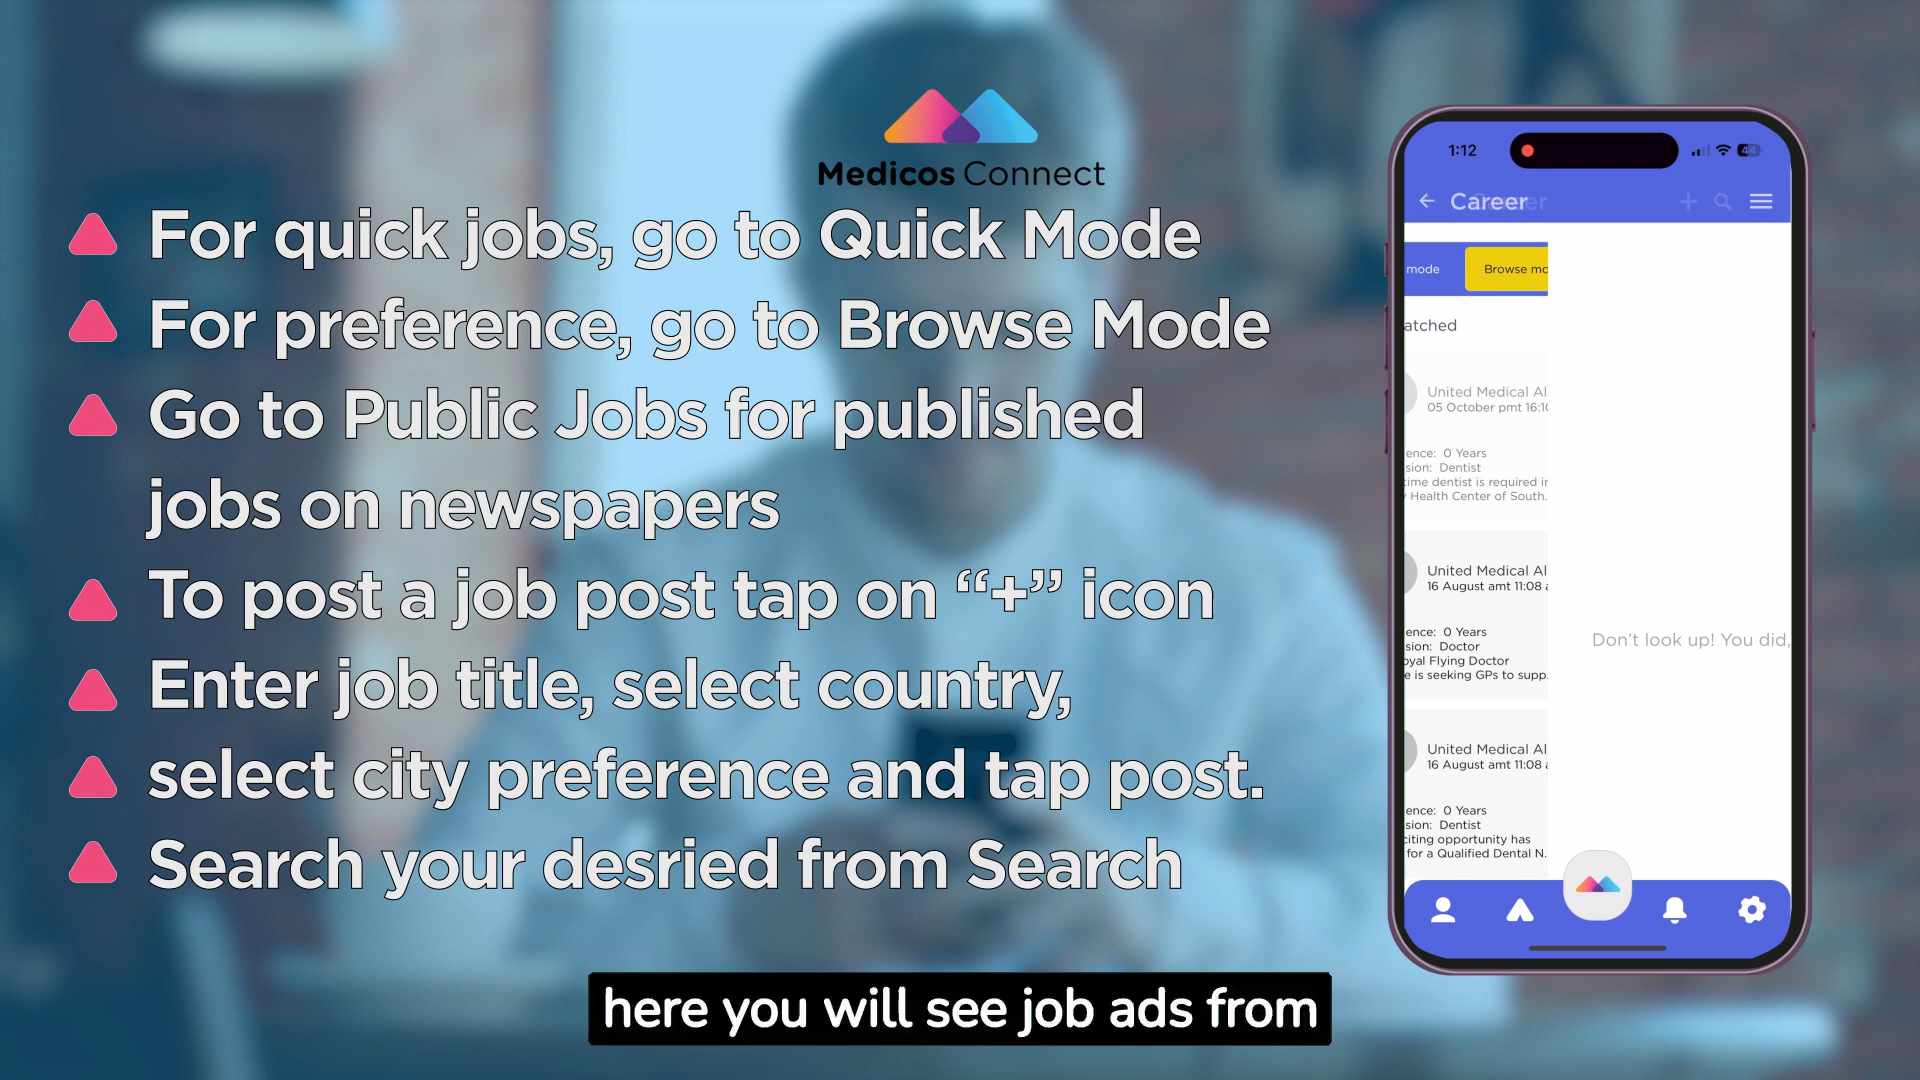 Medicos Connect
For quick jobs, go to Quick Mode
For preference, go to Browse Mode
Go to Public Jobs for published
jobs on newspapers
To post a job post tap on “+” icon
Enter job title, select country,
select city preference and tap post.
Search your desried from Search
here you will see job ads from
1:12
44
Career
mode
Browse mo
atched
United Medical Al
05 October pmt 16:10
ence: 0 Years
sion: Dentist
time dentist is required in
y Health Center of South.
United Medical Al
16 August amt 11:08 a
ence: 0 Years
sion: Doctor
oyal Flying Doctor
e is seeking GPs to supp.
United Medical Al
16 August amt 11:08 a
ence: 0 Years
sion: Dentist
citing opportunity has
for a Qualified Dental N.
Don't look up! You did,